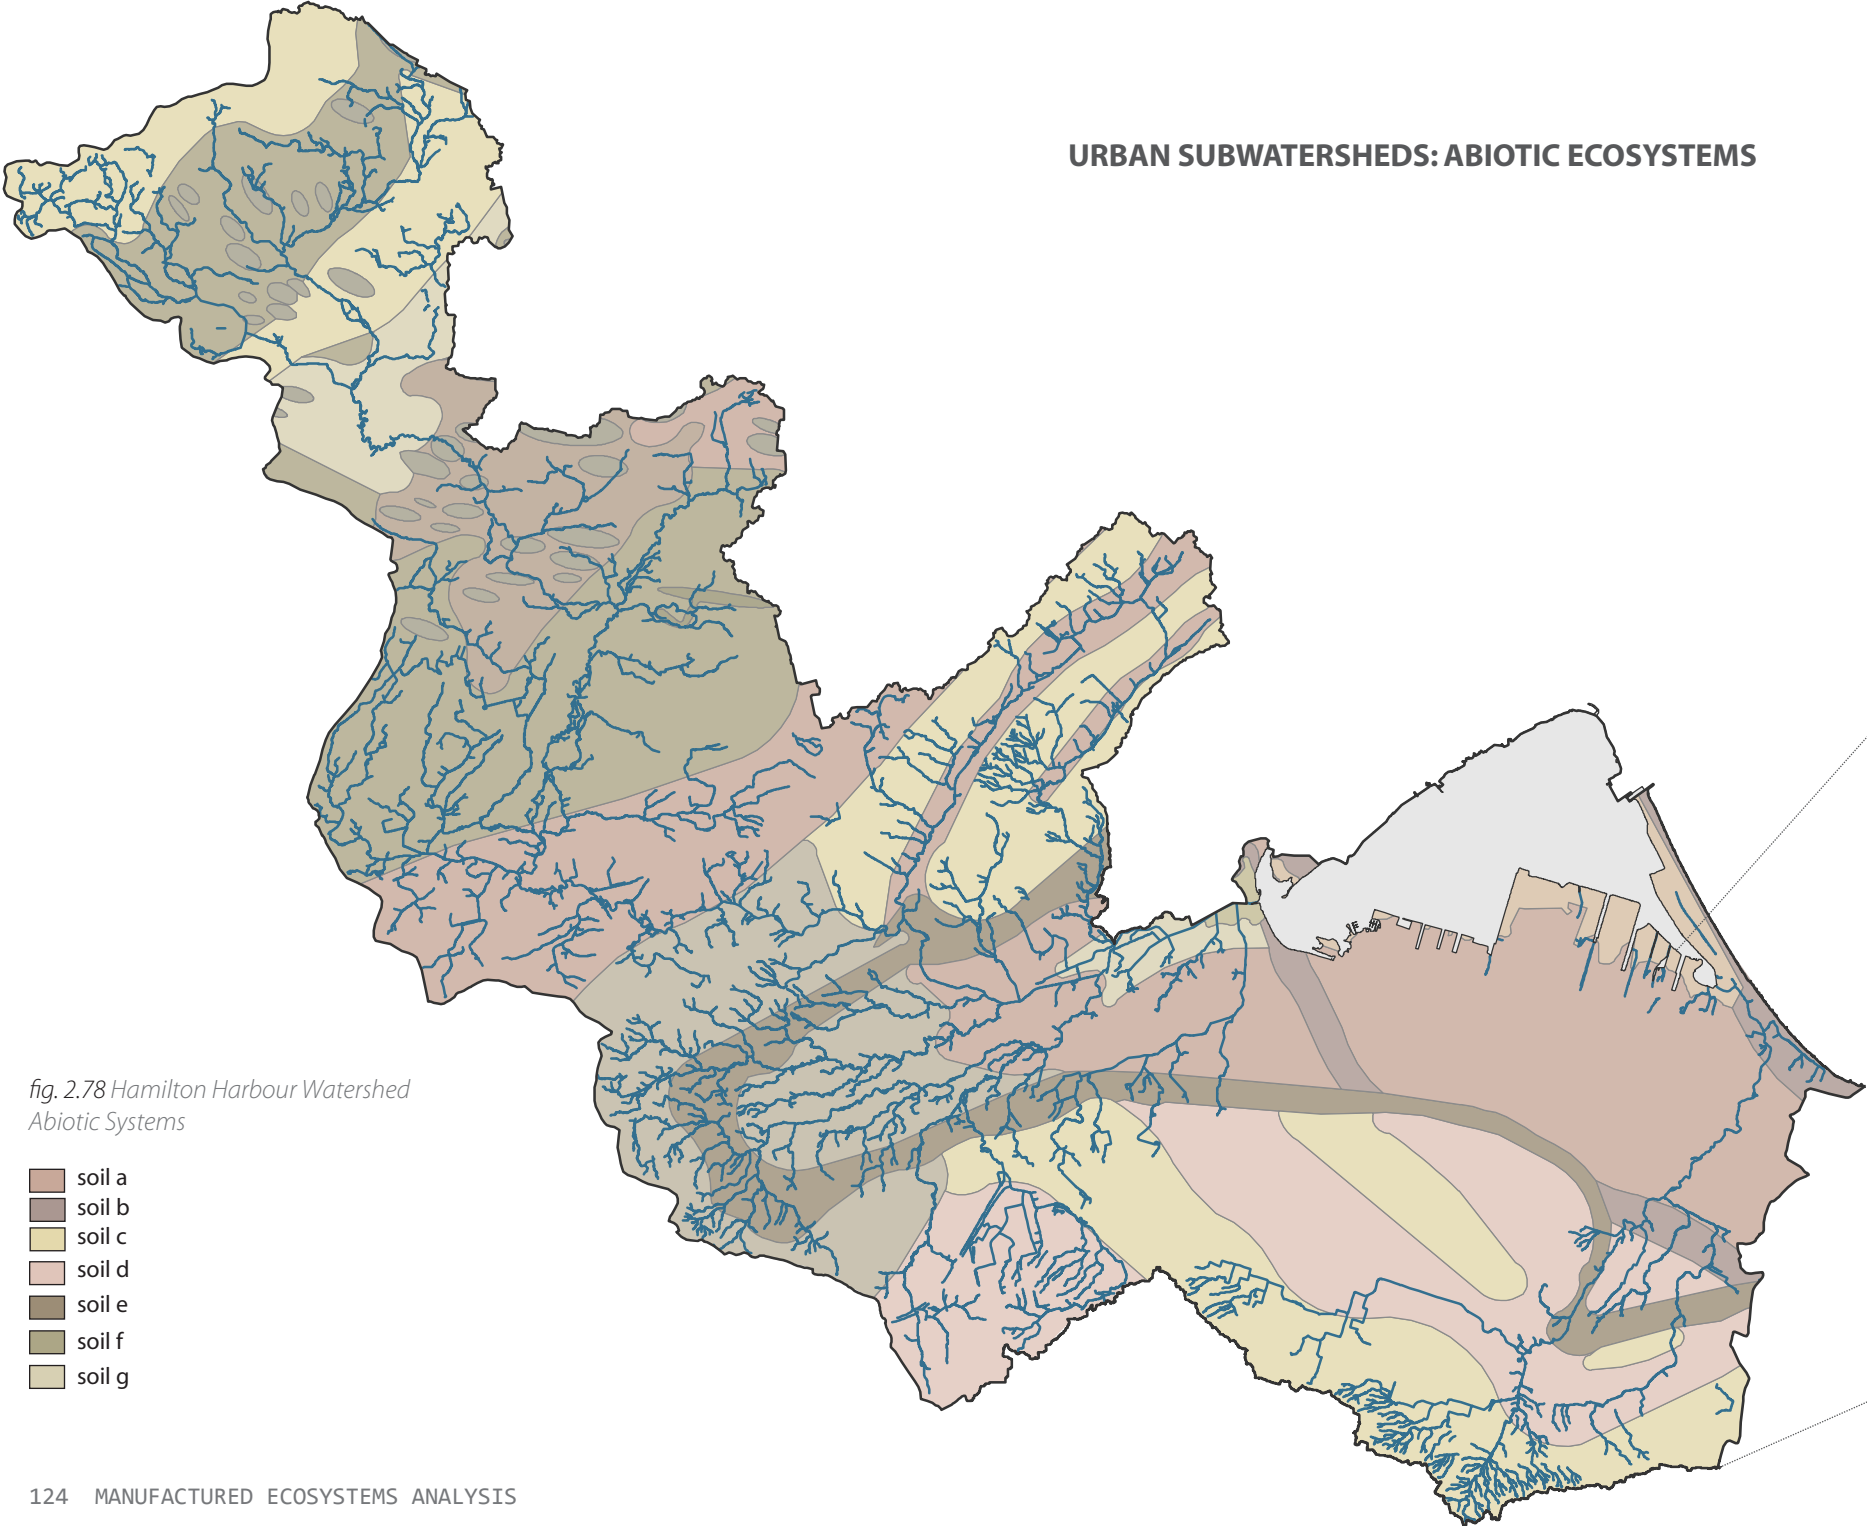 URBAN SUBWATERSHEDS: ABIOTIC ECOSYSTEMS
fig. 2.78 Hamilton Harbour Watershed
Abiotic Systems
soil a
soil b
soil c
soil d
soil e
soil f
soil g
124 MANUFACTURED ECOSYSTEMS ANALYSIS